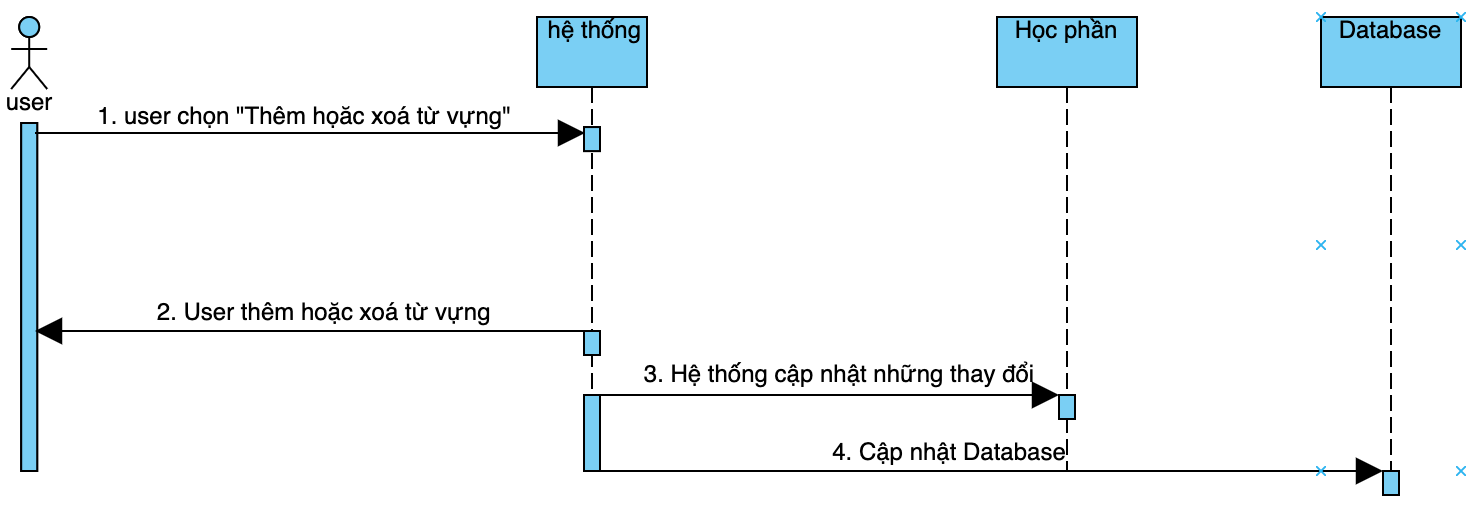 hệ thống
Học phần
Database
user
1. user chọn "Thêm hoặc xoá từ vựng"
2. User thêm hoặc xoá từ vựng
3. Hệ thống cập nhật những thay đổi
4. Cập nhật Database